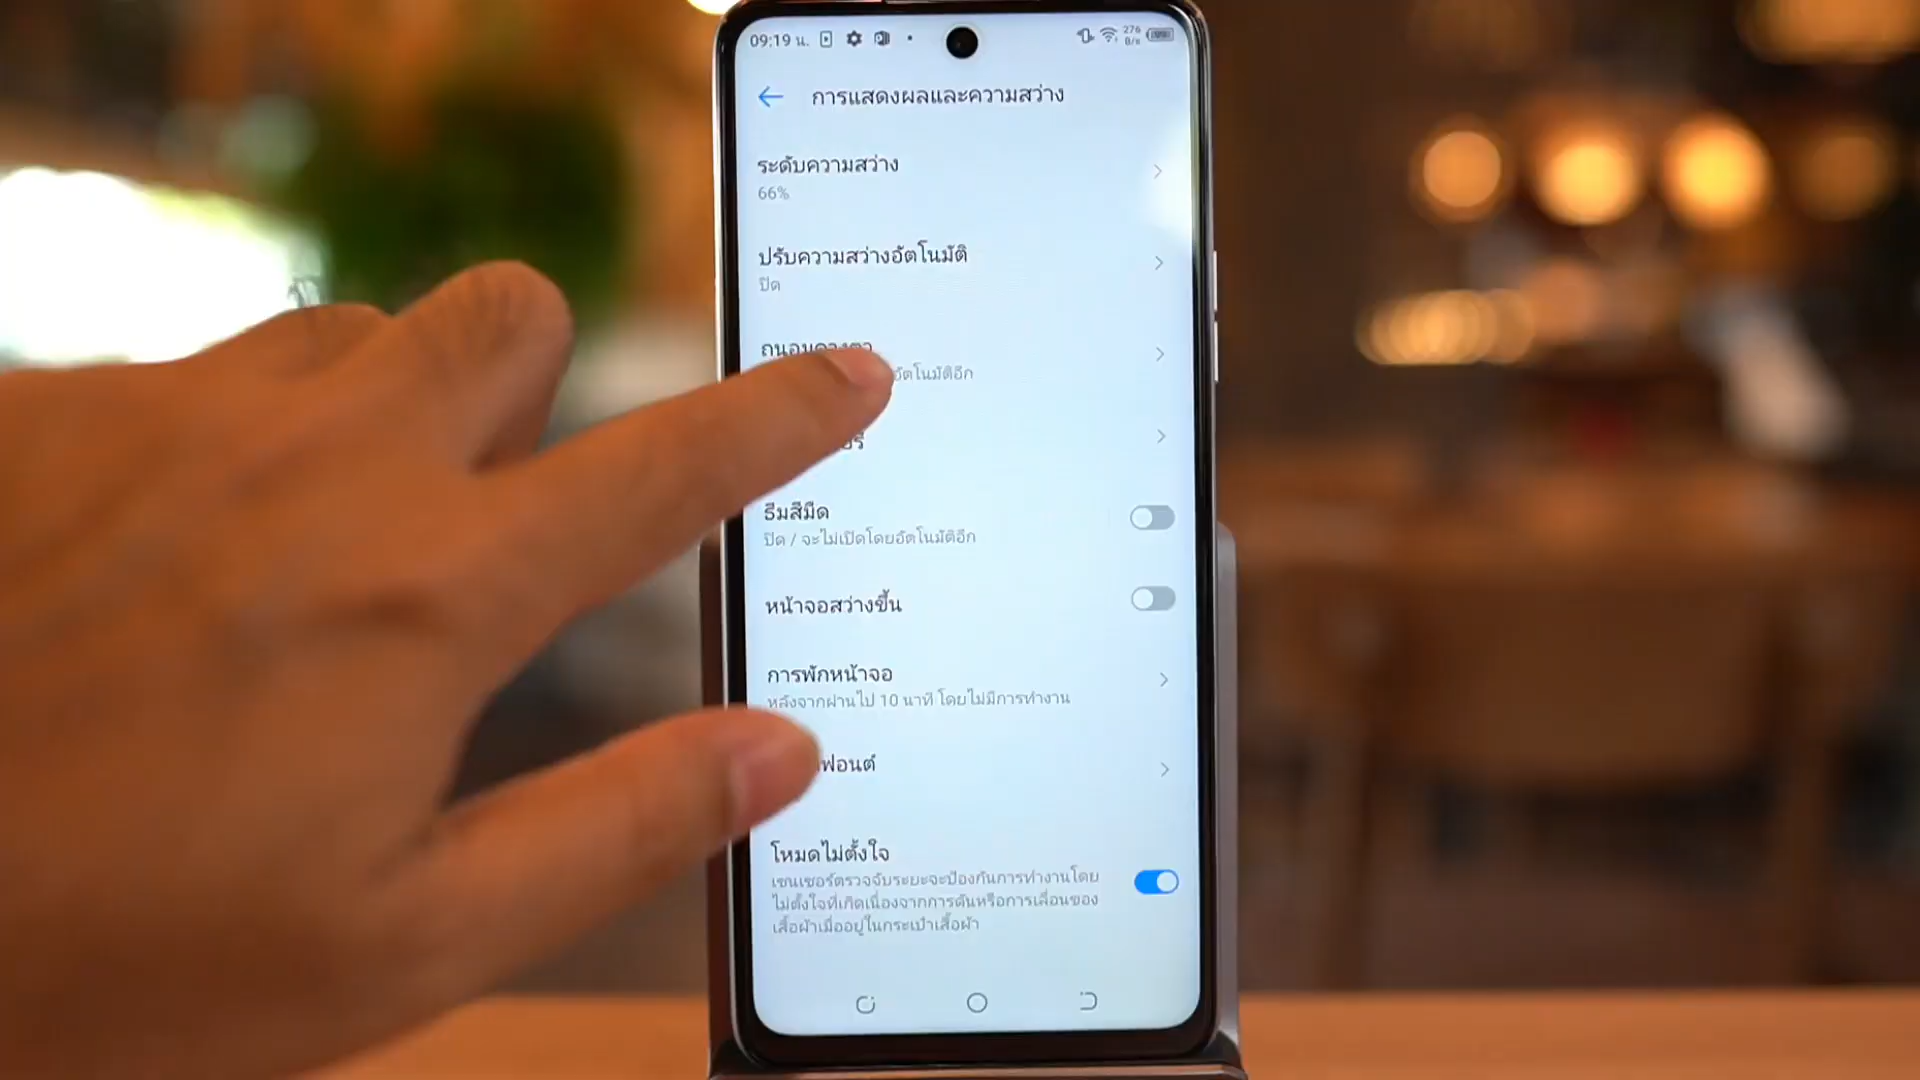 09:19 น.
276
B/s
การแสดงผลและความสว่าง
ระดับความสว่าง
66%
ปรับความสว่างอัตโนมัติ
ปิด
ถนอมดวงตา
อัตโนมัติอีก
ธีมสีมืด
ปิด / จะไม่เปิดโดยอัตโนมัติอีก
หน้าจอสว่างขึ้น
การพักหน้าจอ
หลังจากผ่านไป 10 นาที โดยไม่มีการทำงาน
ฟอนต์
โหมดไม่ตั้งใจ
เซนเซอร์ตรวจจับระยะจะป้องกันการทำงานโดย
ไม่ตั้งใจที่เกิดเนื่องจากการดันหรือการเลื่อนของ
เสื้อผ้าเมื่ออยู่ในกระเป๋าเสื้อผ้า